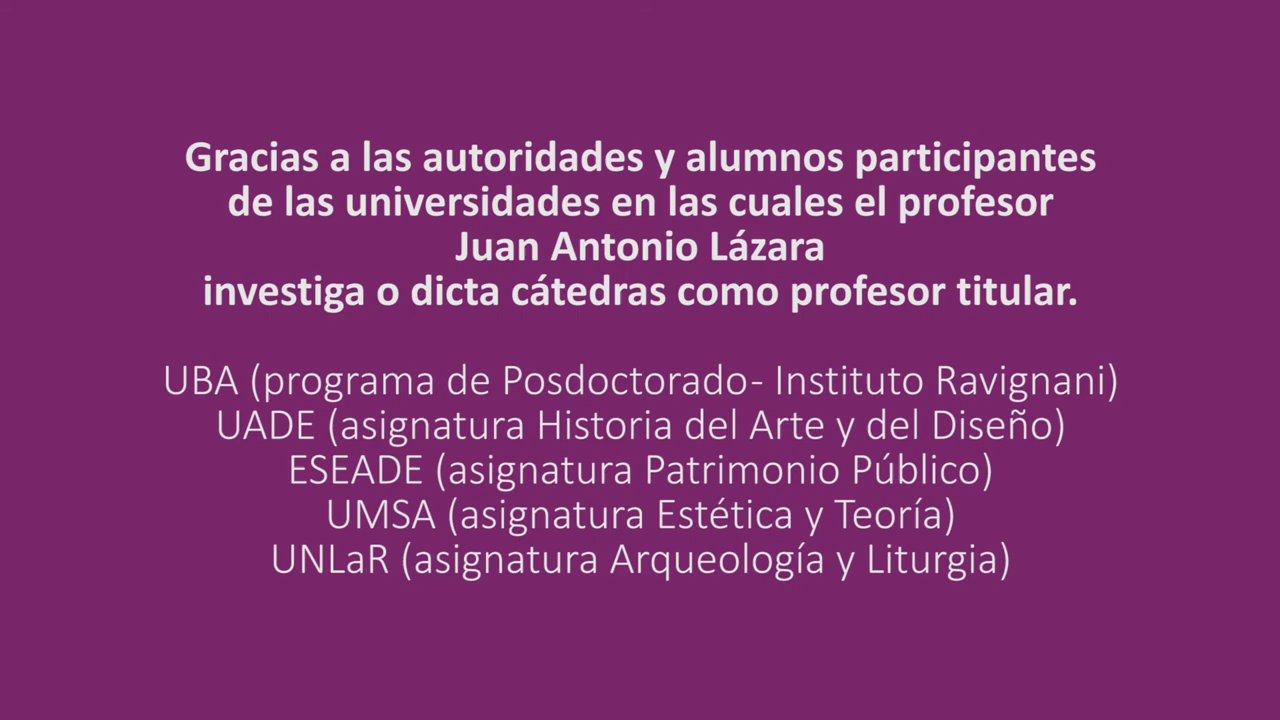 Gracias a las autoridades y alumnos participantes
de las universidades en las cuales el profesor
Juan Antonio Lázara
investiga o dicta cátedras como profesor titular.
UBA (programa de Posdoctorado- Instituto Ravignani)
UADE (asignatura Historia del Arte y del Diseño)
ESEADE (asignatura Patrimonio Público)
UMSA (asignatura Estética y Teoría)
UNLaR (asignatura Arqueología y Liturgia)